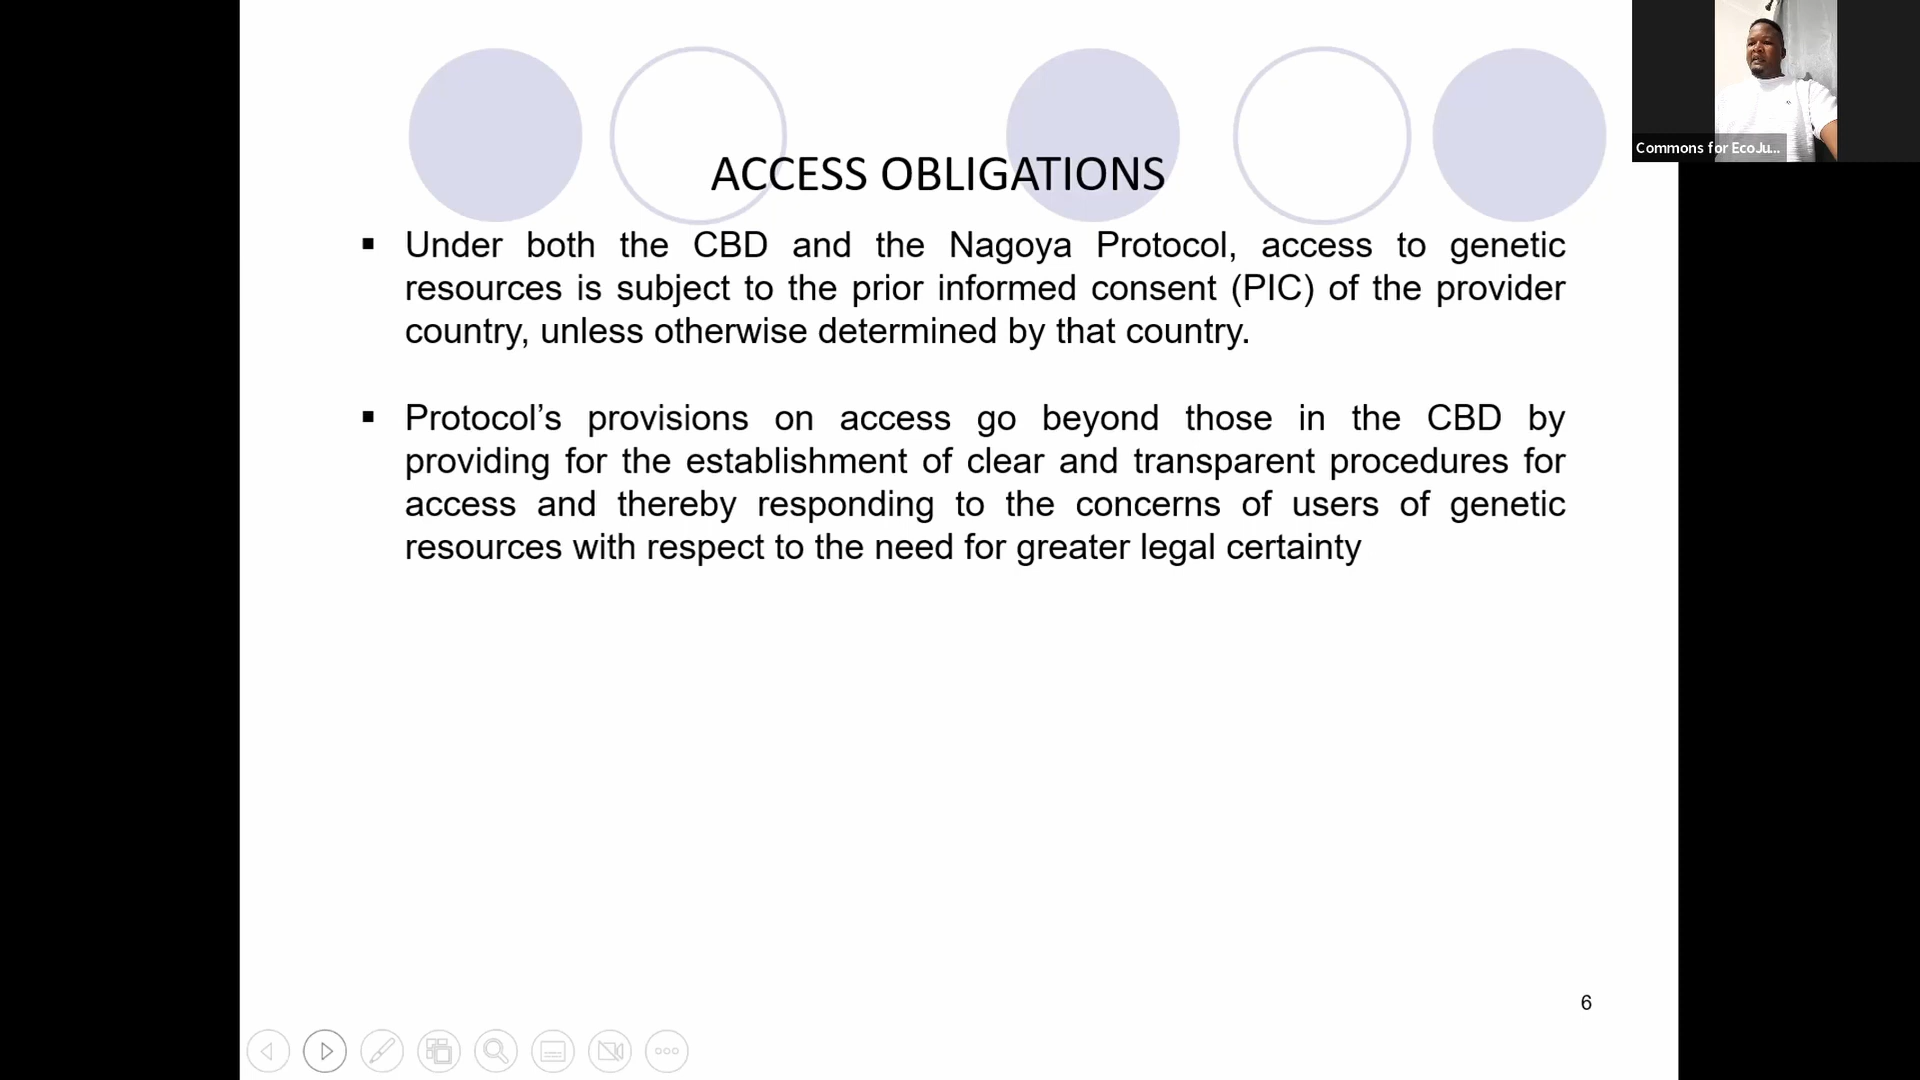 Commons for EcoJu...
ACCESS OBLIGATIONS
▪ Under both the CBD and the Nagoya Protocol, access to genetic
resources is subject to the prior informed consent (PIC) of the provider
country, unless otherwise determined by that country.
▪ Protocol’s provisions on access go beyond those in the CBD by
providing for the establishment of clear and transparent procedures for
access and thereby responding to the concerns of users of genetic
resources with respect to the need for greater legal certainty
6